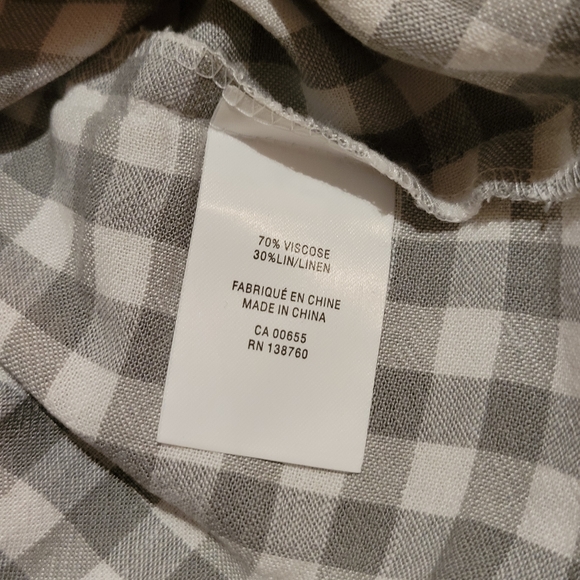 70% VISCOSE
30%LIN/LINEN
FABRIQUÉ EN CHINE
MADE IN CHINA
CA 00655
RN 138760